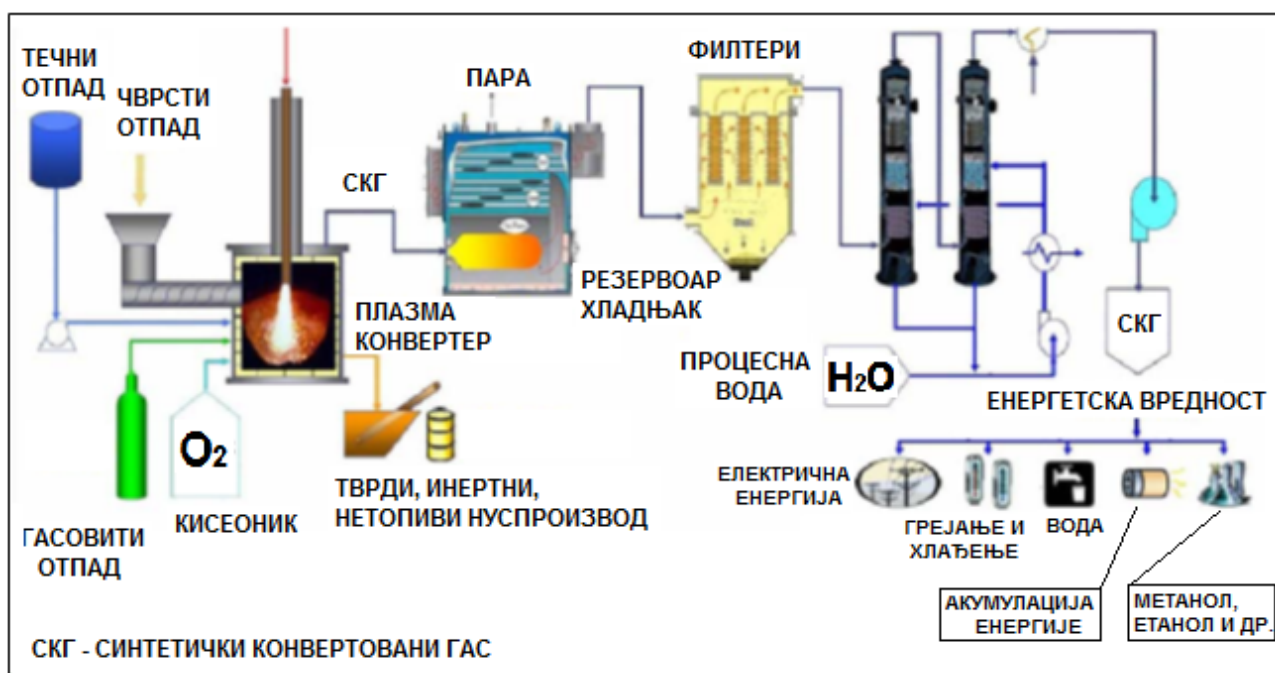 ТЕЧНИ
ОТПАД
ЧВРСТИ
ОТПАД
ПАРА
ФИЛТЕРИ
СКГ
РЕЗЕРВОАР
ХЛАДЊАК
ПЛАЗМА
КОНВЕРТЕР
ПРОЦЕСНА
ВОДА
H2O
СКГ
ЕНЕРГЕТСКА ВРЕДНОСТ
O2
КИСЕОНИК
ГАСОВИТИ
ОТПАД
ТВРДИ, ИНЕРТНИ,
НЕТОПИВИ НУСПРОИЗВОД
ЕЛЕКТРИЧНА
ЕНЕРГИЈА
ГРЕЈАЊЕ И
ХЛАЂЕЊЕ
ВОДА
АКУМУЛАЦИЈА
ЕНЕРГИЈЕ
МЕТАНОЛ,
ЕТАНОЛ И ДР.
СКГ - СИНТЕТИЧКИ КОНВЕРТОВАНИ ГАС